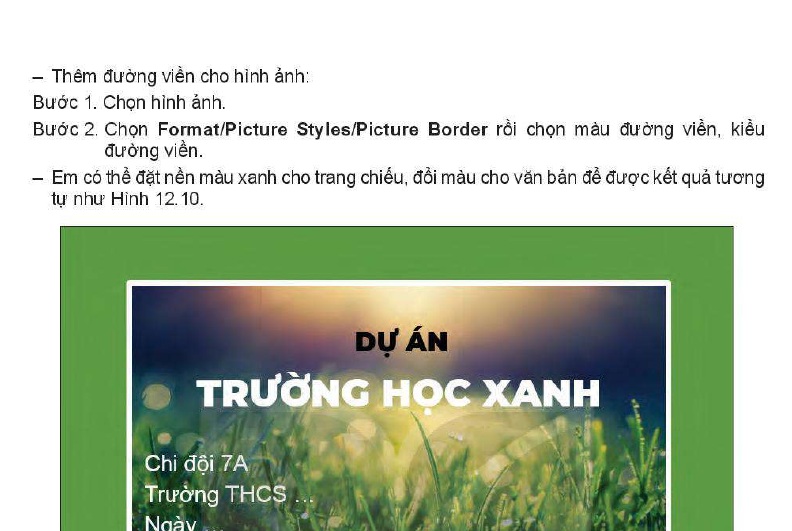 – Thêm đường viền cho hình ảnh:
Bước 1. Chọn hình ảnh.
Bước 2. Chọn Format/Picture Styles/Picture Border rồi chọn màu đường viền, kiểu
đường viền.
– Em có thể đặt nền màu xanh cho trang chiếu, đổi màu cho văn bản để được kết quả tương
tự như Hình 12.10.
DỰ ÁN
TRƯỜNG HỌC XANH
Chi đội 7A
Trường THCS ...
Ngày ...